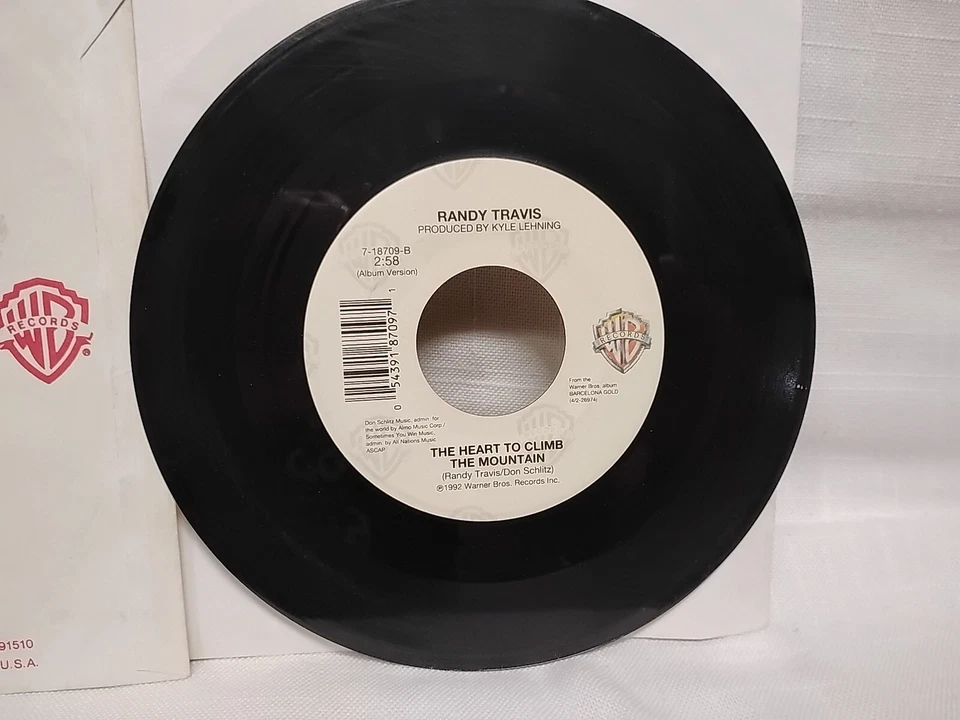 RANDY TRAVIS
PRODUCED BY KYLE LEHNING
7-18709-B
2:58
(Album Version)
0 54391 87097 1
WB
RECORDS
From the
Warner Bros. album
BARCELONA GOLD
(4/2-26974)
Don Schlitz Music, admin. for
the world by Almo Music Corp./
Sometimes You Win Music,
admin. by All Nations Music
ASCAP
THE HEART TO CLIMB
THE MOUNTAIN
(Randy Travis/Don Schlitz)
℗1992 Warner Bros. Records Inc.
WB
RECORDS
®
91510
U.S.A.